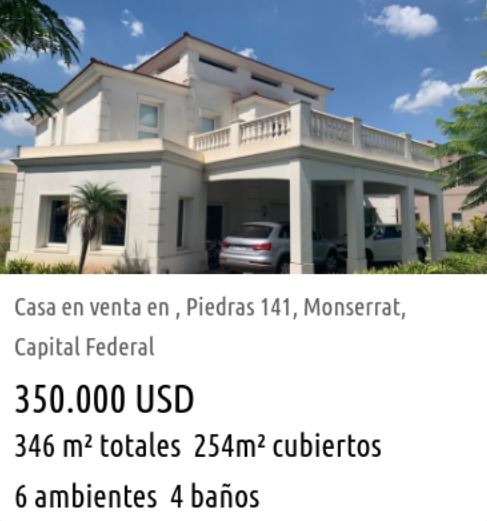 Casa en venta en , Piedras 141, Monserrat,
Capital Federal
350.000 USD
346 m² totales  254m² cubiertos
6 ambientes  4 baños